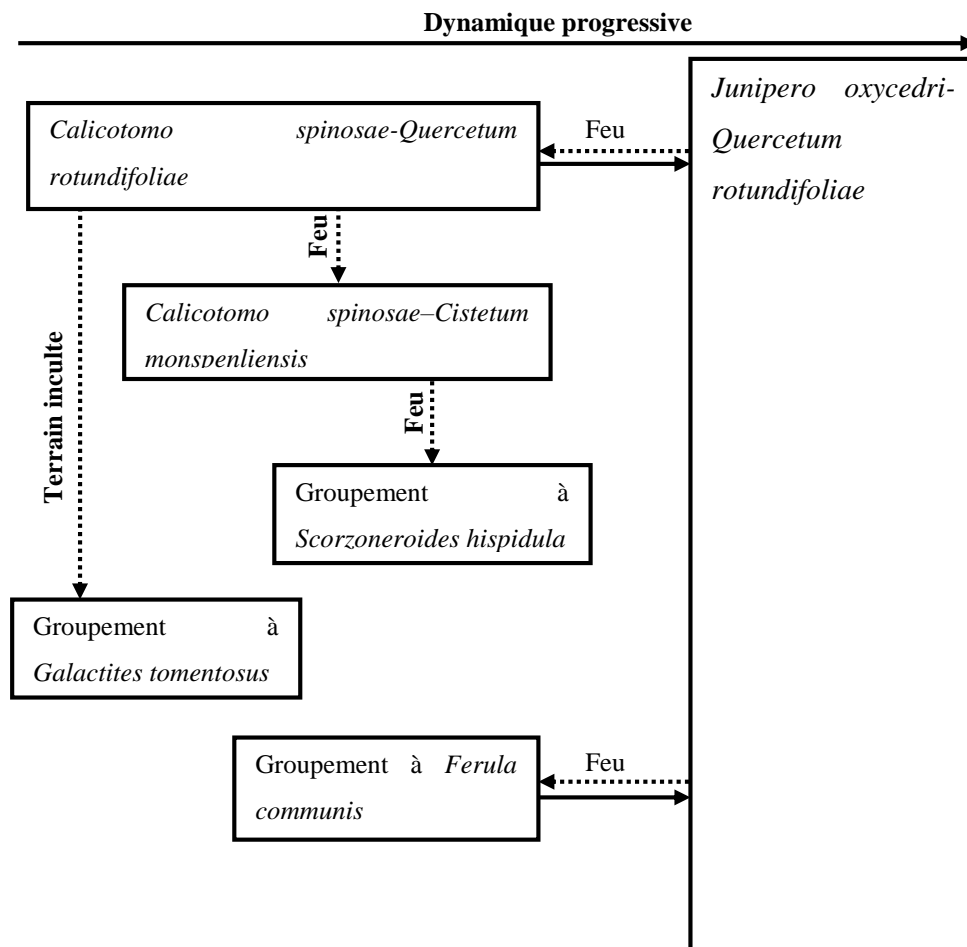 Dynamique progressive
Junipero oxycedri-
Quercetum
rotundifoliae
Calicotomo spinosae-Quercetum
rotundifoliae
Feu
Feu
Calicotomo spinosae–Cistetum
monspenliensis
Terrain inculte
Feu
Groupement à
Scorzoneroides hispidula
Groupement à
Galactites tomentosus
Groupement à Ferula
communis
Feu